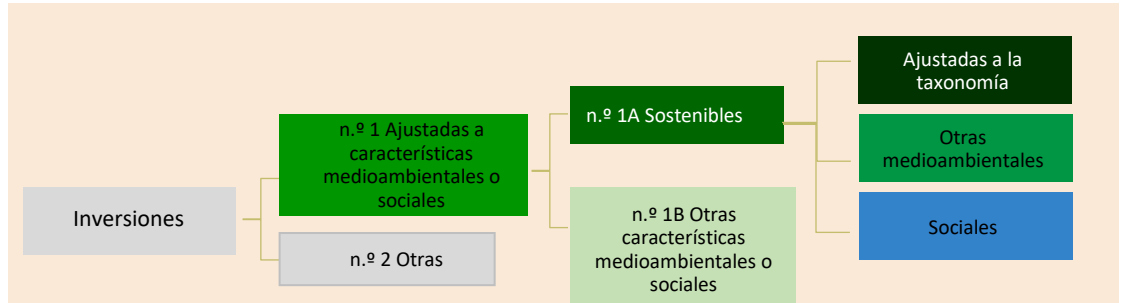 Inversiones
n.º 1 Ajustadas a
características
medioambientales o
sociales
n.º 2 Otras
n.º 1A Sostenibles
n.º 1B Otras
características
medioambientales o
sociales
Ajustadas a la
taxonomía
Otras
medioambientales
Sociales